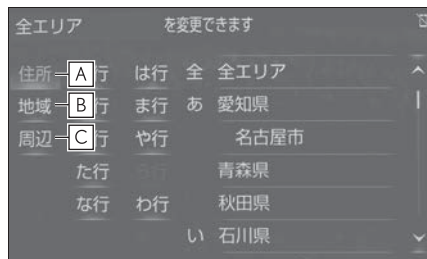 全エリア を変更できます
住所 A 行 は行 全 全エリア
地域 B 行 ま行 あ 愛知県
周辺 C 行 や行 名古屋市
た行 青森県
な行 わ行 秋田県
い 石川県